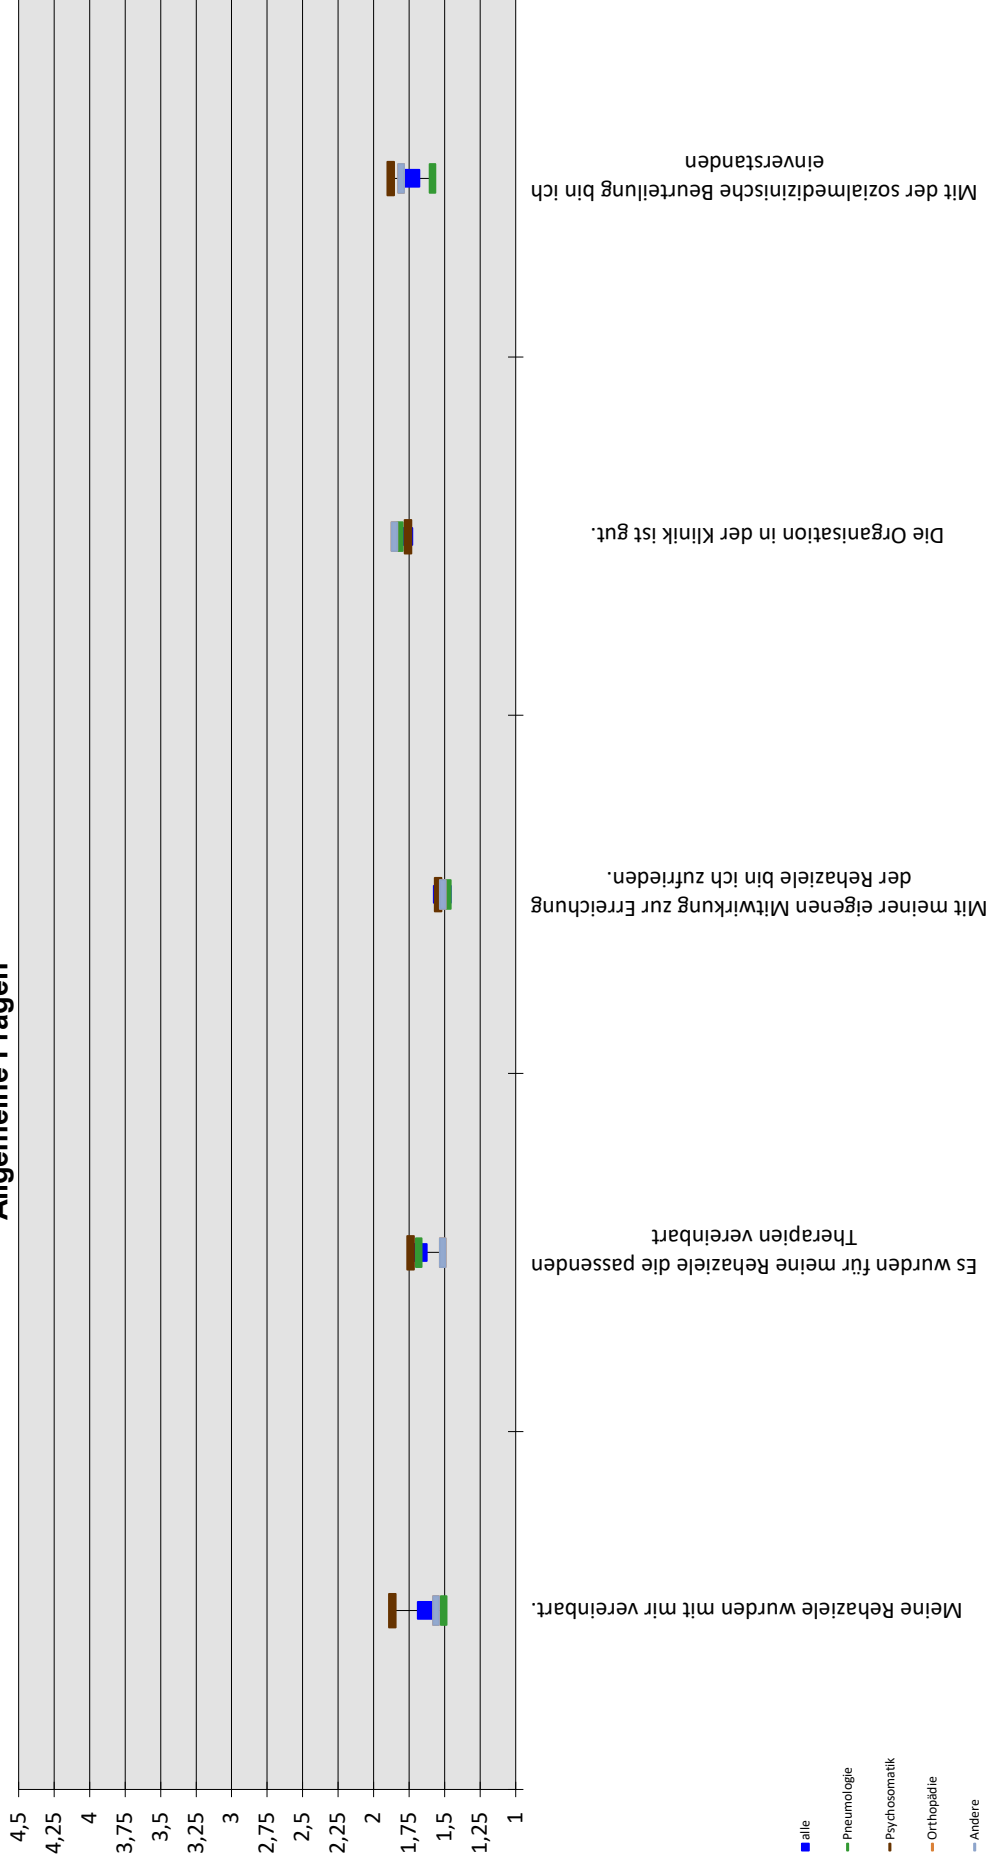 Allgemeine Fragen
4,5
4,25
4
3,75
3,5
3,25
3
2,75
2,5
2,25
2
1,75
1,5
1,25
1
Meine Rehaziele wurden mit mir vereinbart.
Es wurden für meine Rehaziele die passenden
Therapien vereinbart
Mit meiner eigenen Mitwirkung zur Erreichung
der Rehaziele bin ich zufrieden.
Die Organisation in der Klinik ist gut.
Mit der sozialmedizinische Beurteilung bin ich
einverstanden
alle
Pneumologie
Psychosomatik
Orthopädie
Andere